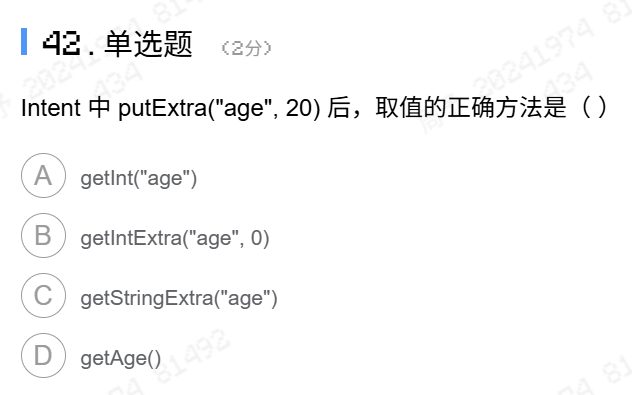 42 . 单选题 (2分)
Intent 中 putExtra("age", 20) 后，取值的正确方法是（ ）
A getInt("age")
B getIntExtra("age", 0)
C getStringExtra("age")
D getAge()